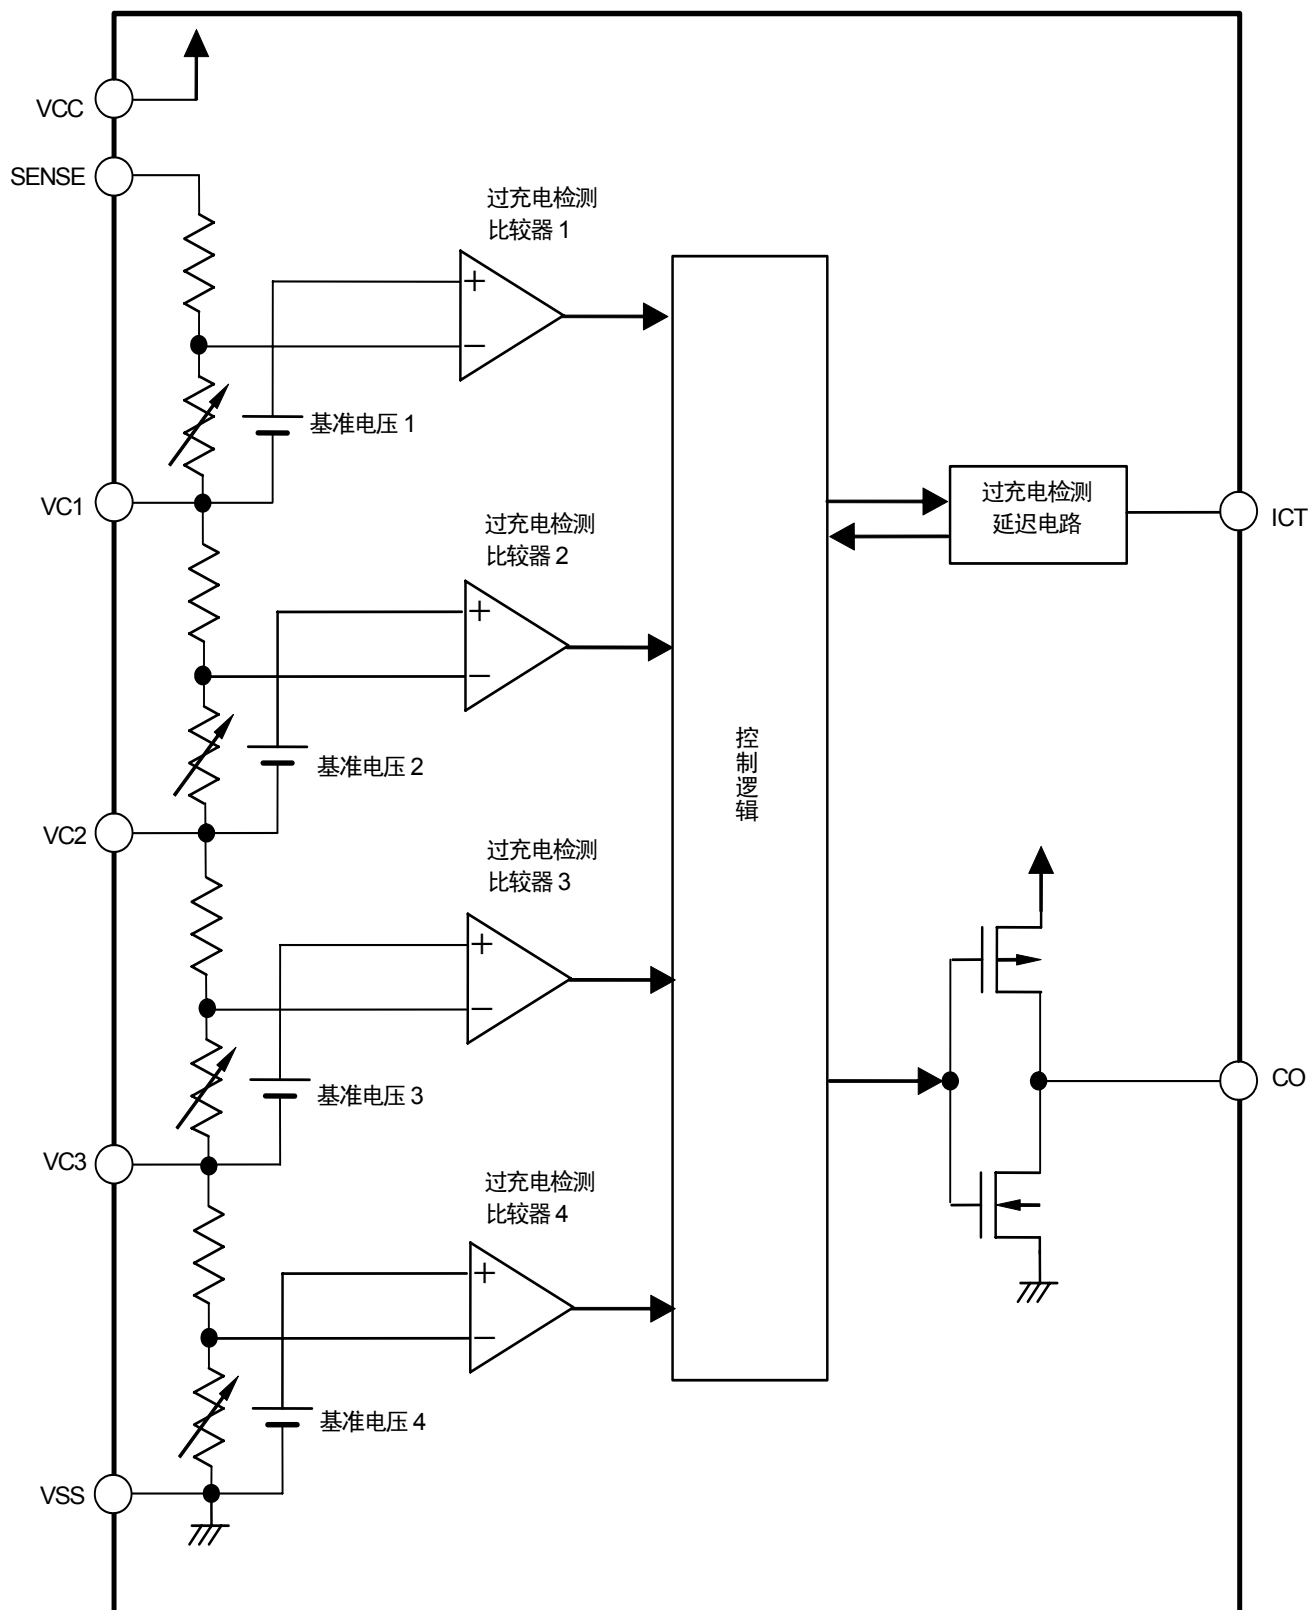 VCC
SENSE
过充电检测
比较器 1
基准电压 1
VC1
过充电检测
延迟电路
ICT
过充电检测
比较器 2
控
制
逻
辑
基准电压 2
VC2
过充电检测
比较器 3
CO
基准电压 3
VC3
过充电检测
比较器 4
基准电压 4
VSS